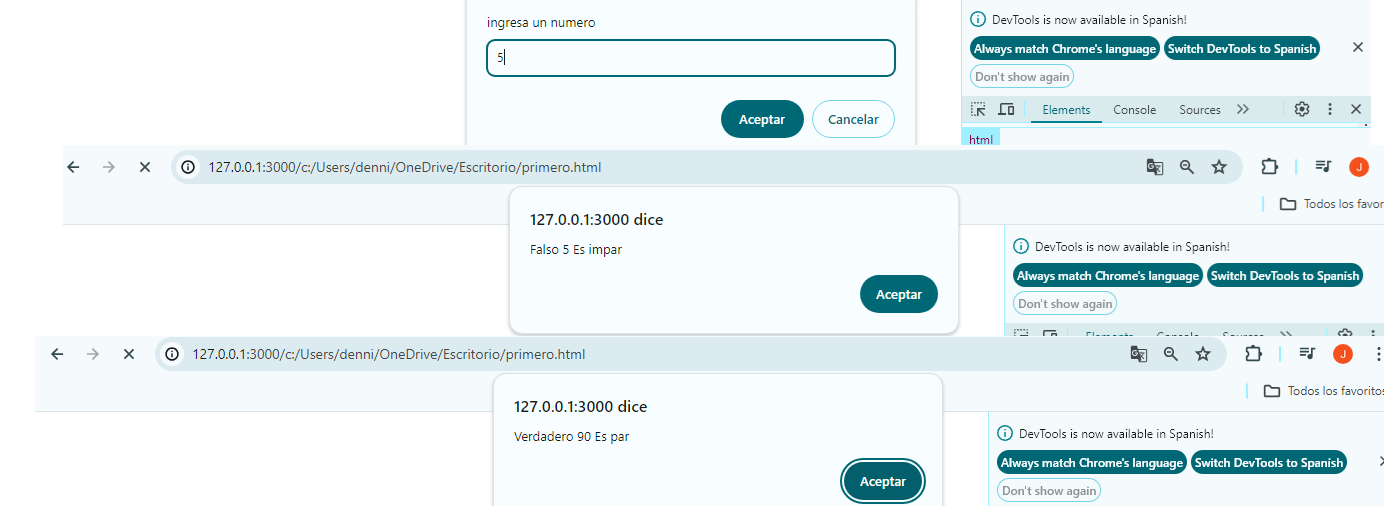 ingresa un numero
DevTools is now available in Spanish!
5
Always match Chrome's language Switch DevTools to Spanish
Don't show again
Aceptar Cancelar
Elements Console Sources
html
127.0.0.1:3000/c:/Users/denni/OneDrive/Escritorio/primero.html
J
Todos los favor
127.0.0.1:3000 dice
Falso 5 Es impar
Aceptar
DevTools is now available in Spanish!
Always match Chrome's language Switch DevTools to Spanish
Don't show again
Elements Console Sources
127.0.0.1:3000/c:/Users/denni/OneDrive/Escritorio/primero.html
J
Todos los favoritos
127.0.0.1:3000 dice
Verdadero 90 Es par
Aceptar
DevTools is now available in Spanish!
Always match Chrome's language Switch DevTools to Spanish
Don't show again